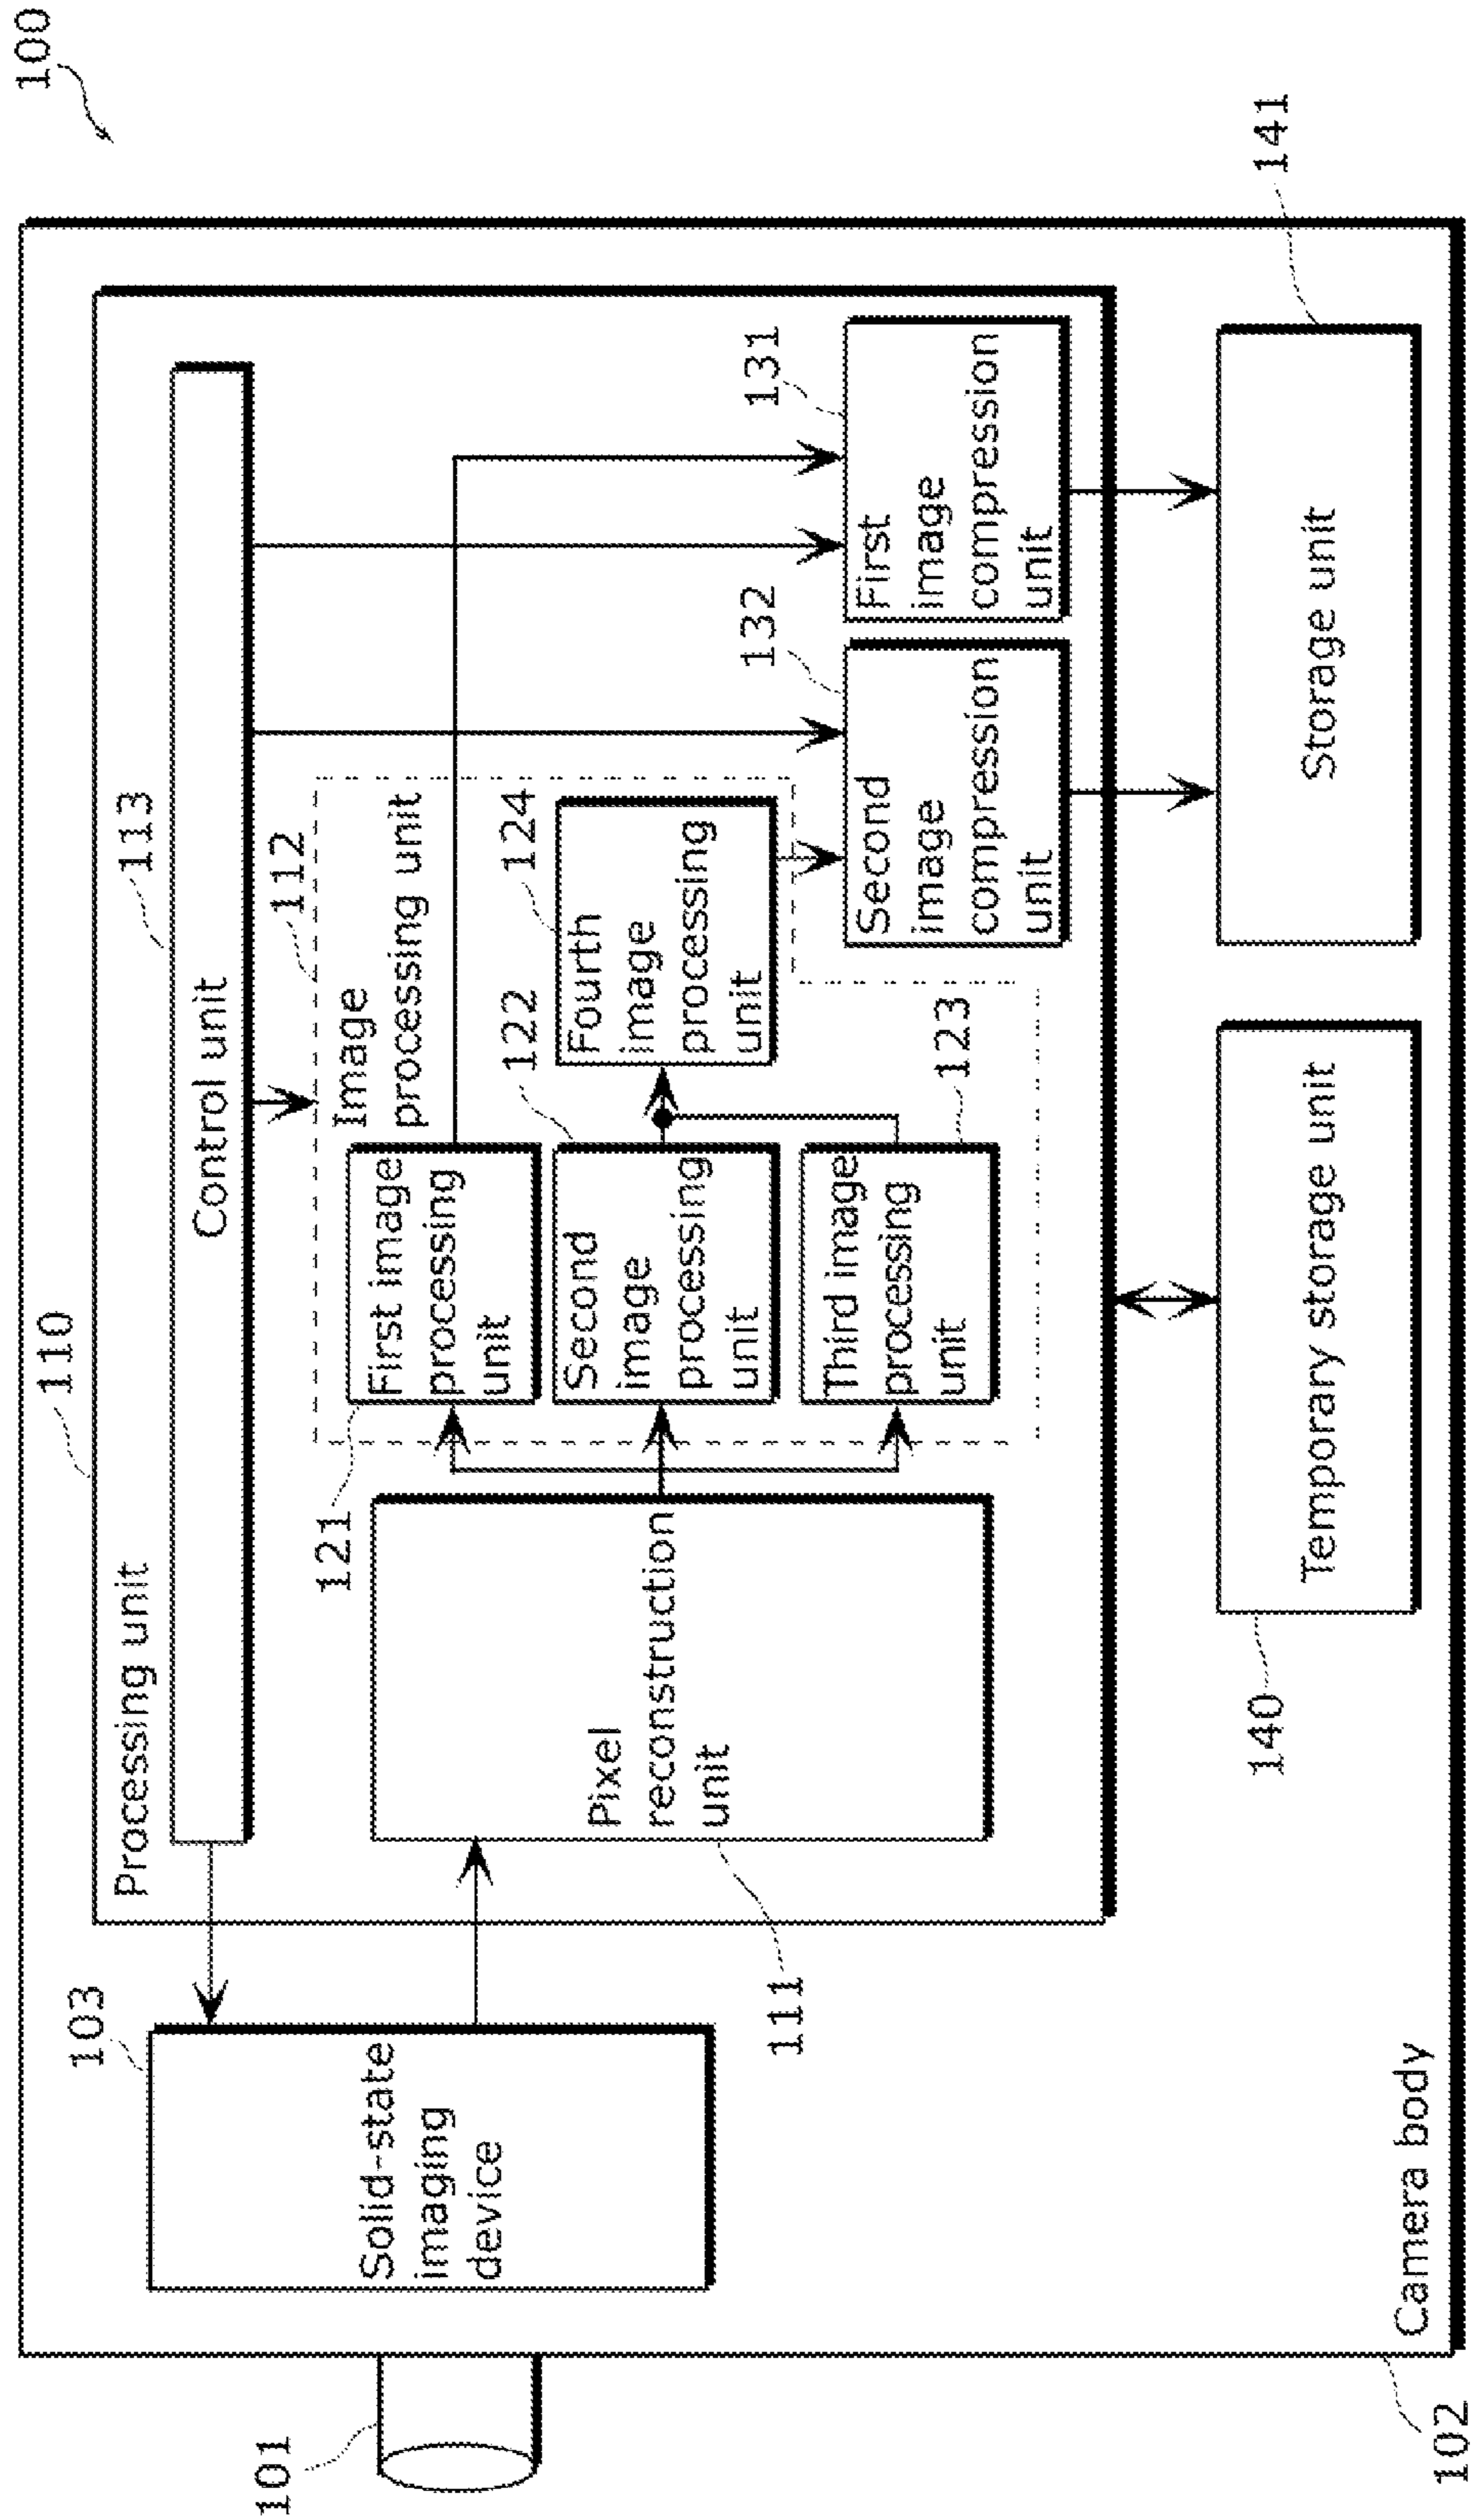 100
110
Processing unit
113
Control unit
103
Solid-state
imaging
device
101
112
Image
processing unit
121
First image
processing
unit
122
Second
image
processing
unit
Third image
processing
unit
123
124
Fourth
image
processing
unit
Pixel
reconstruction
unit
111
132
Second
image
compression
unit
131
First
image
compression
unit
140
Temporary storage unit
141
Storage unit
Camera body
102